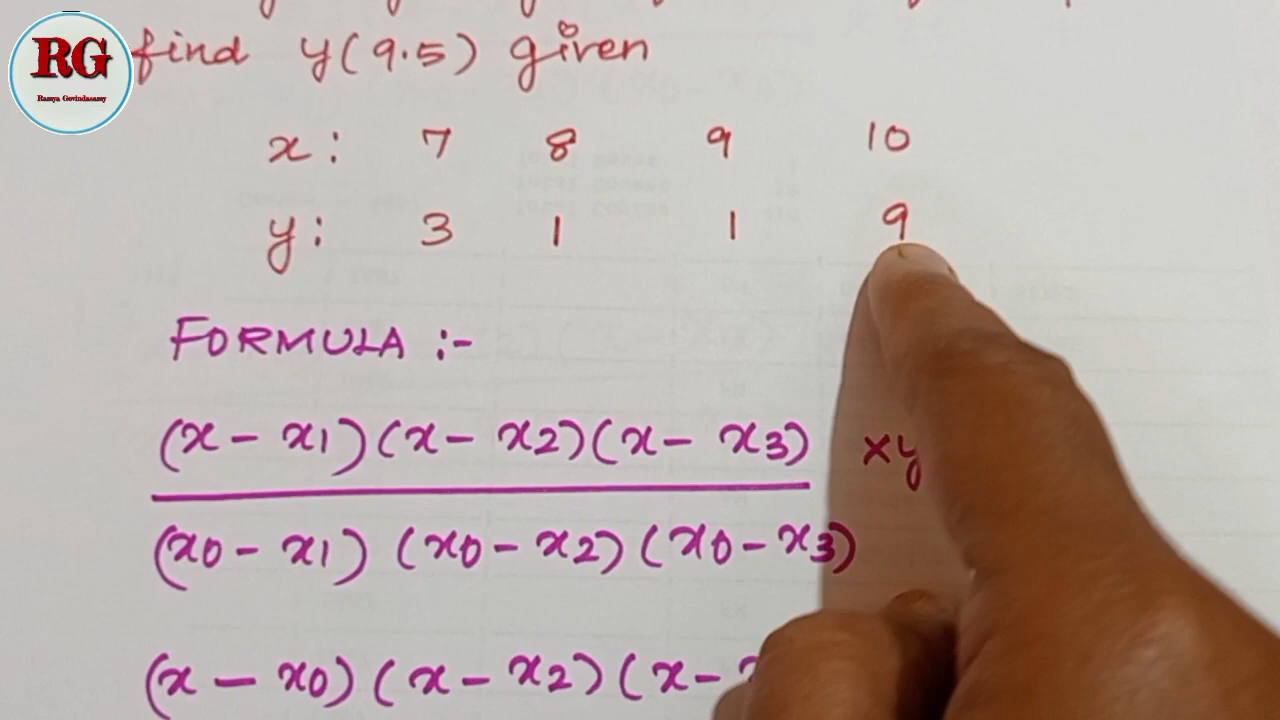 RG
Ramya Govindasamy
find y(9.5) given
x: 7 8 9 10
y: 3 1 1 9
FORMULA :-
(x - x1)(x - x2)(x - x3) xy
(x0 - x1) (x0 - x2) (x0 - x3)
(x - x0) (x - x2) (x -